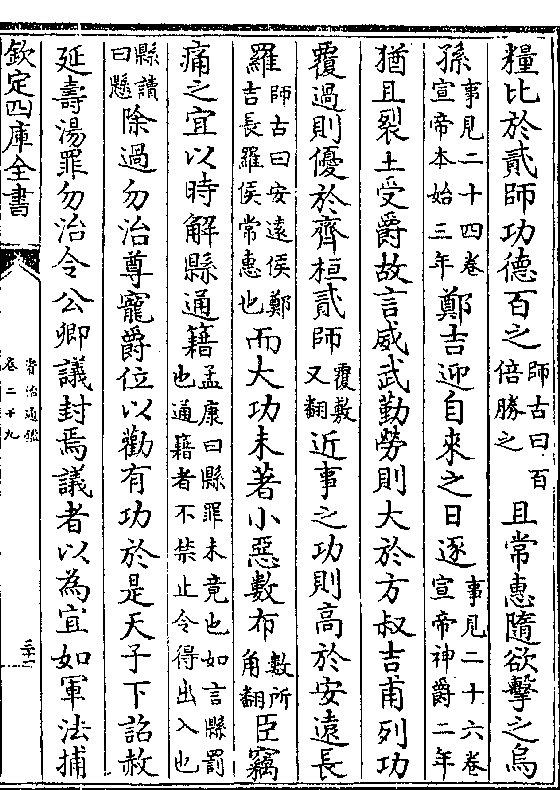 糧比於貳師功德百之師古曰百倍勝之且常惠隨欲擊之烏
孫事見二十四卷宣帝本始三年鄭吉迎自來之日逐事見二十六卷宣帝神爵二年
猶且裂土受爵故言威武勤勞則大於方叔吉甫列功
覆過則優於齊桓貳師覆敷又翻近事之功則高於安遠長
羅師古曰安遠侯鄭吉長羅侯常惠也而大功未著小惡數布數所角翻臣竊
痛之宜以時解縣通籍孟康曰縣罪未竟也如言縣罰也通籍者不禁止令得出入也
縣讀曰懸除過勿治尊寵爵位以勸有功於是天子下詔赦
延壽湯罪勿治令公卿議封焉議者以為宜如軍法捕
欽定四庫全書
資治通鑑
卷二十九